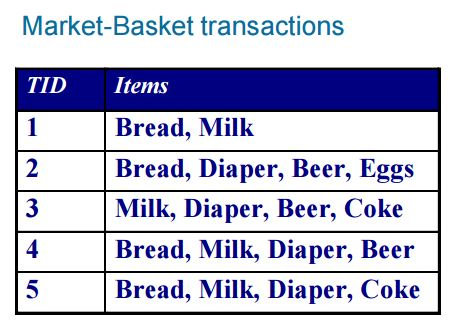 Market-Basket transactions
TID Items
1 Bread, Milk
2 Bread, Diaper, Beer, Eggs
3 Milk, Diaper, Beer, Coke
4 Bread, Milk, Diaper, Beer
5 Bread, Milk, Diaper, Coke